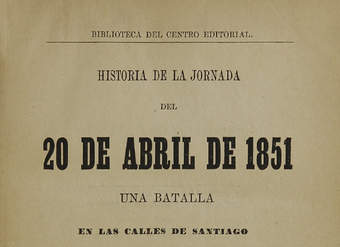 BIBLIOTECA DEL CENTRO EDITORIAL.
HISTORIA DE LA JORNADA
DEL
20 DE ABRIL DE 1851
UNA BATALLA
EN LAS CALLES DE SANTIAGO